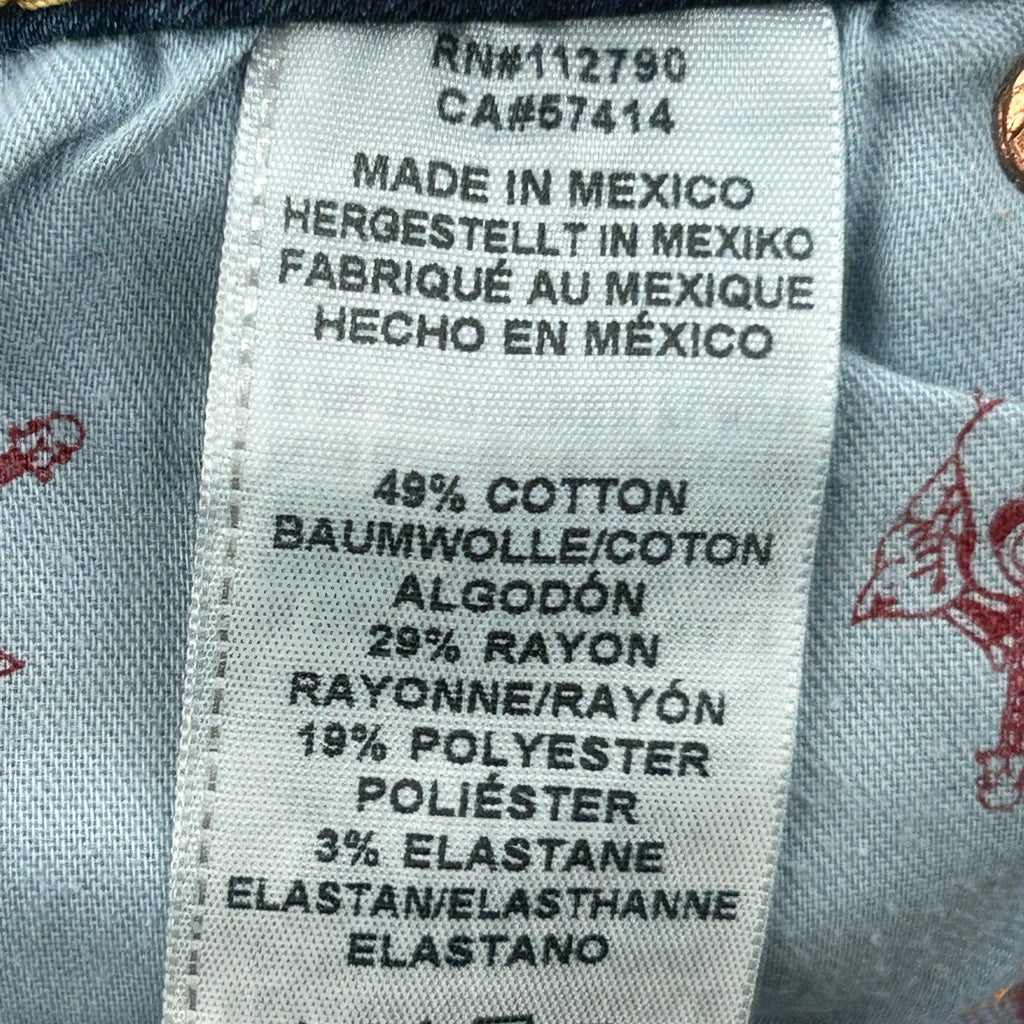 RN#112790
CA#57414
MADE IN MEXICO
HERGESTELLT IN MEXIKO
FABRIQUÉ AU MEXIQUE
HECHO EN MÉXICO
49% COTTON
BAUMWOLLE/COTON
ALGODÓN
29% RAYON
RAYONNE/RAYÓN
19% POLYESTER
POLIÉSTER
3% ELASTANE
ELASTAN/ELASTHANNE
ELASTANO